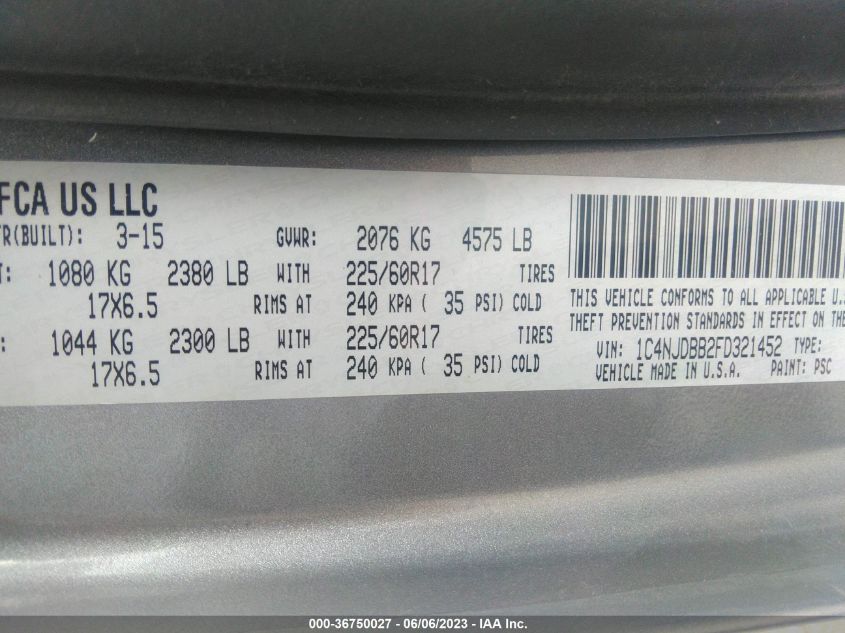 FCA US LLC
TR(BUILT): 3-15 GVWR: 2076 KG 4575 LB
T: 1080 KG 2380 LB WITH 225/60R17 TIRES
17X6.5 RIMS AT 240 KPA ( 35 PSI) COLD
: 1044 KG 2300 LB WITH 225/60R17 TIRES
17X6.5 RIMS AT 240 KPA ( 35 PSI) COLD
THIS VEHICLE CONFORMS TO ALL APPLICABLE U.S
THEFT PREVENTION STANDARDS IN EFFECT ON THE
VIN: 1C4NJDBB2FD321452 TYPE:
VEHICLE MADE IN U.S.A. PAINT: PSC
000-36750027 - 06/06/2023 - IAA Inc.